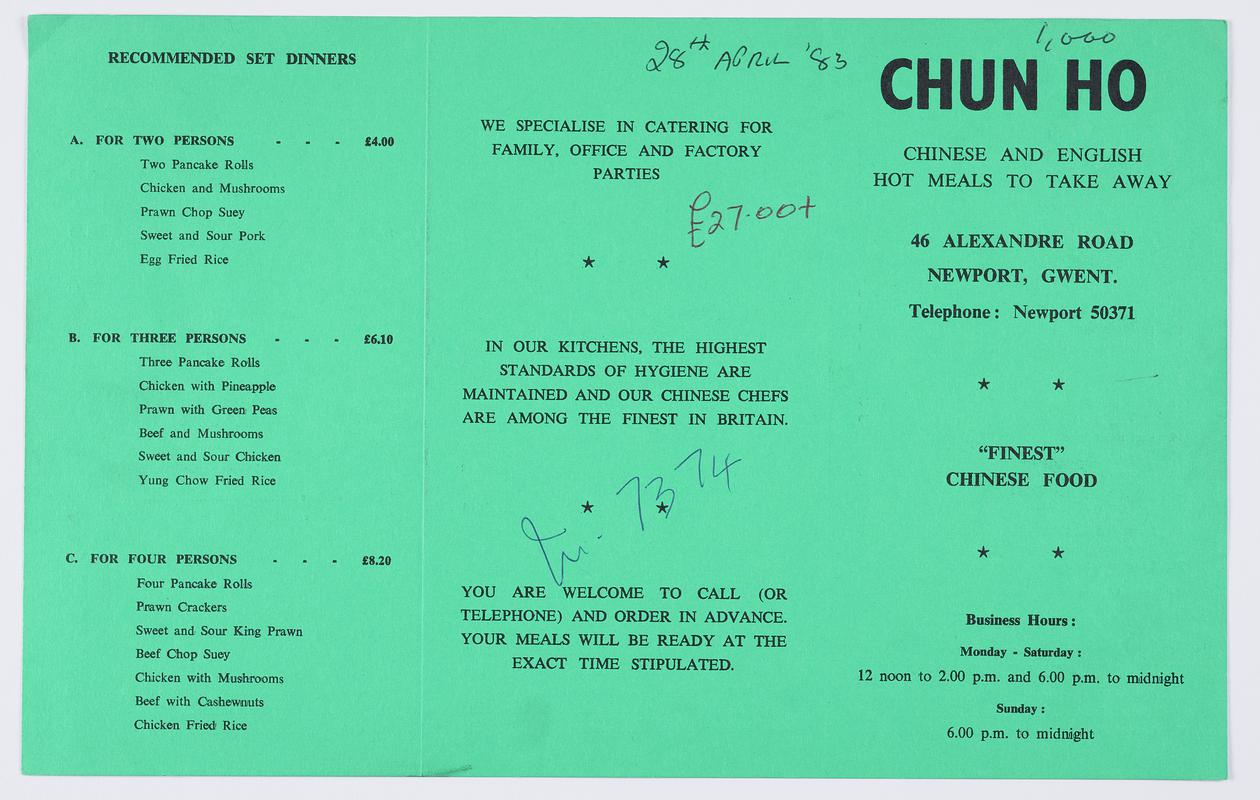 RECOMMENDED SET DINNERS
A. FOR TWO PERSONS - - - £4.00
Two Pancake Rolls
Chicken and Mushrooms
Prawn Chop Suey
Sweet and Sour Pork
Egg Fried Rice
B. FOR THREE PERSONS - - - £6.10
Three Pancake Rolls
Chicken with Pineapple
Prawn with Green Peas
Beef and Mushrooms
Sweet and Sour Chicken
Yung Chow Fried Rice
C. FOR FOUR PERSONS - - - £8.20
Four Pancake Rolls
Prawn Crackers
Sweet and Sour King Prawn
Beef Chop Suey
Chicken with Mushrooms
Beef with Cashewnuts
Chicken Fried Rice
28th APRIL '83
WE SPECIALISE IN CATERING FOR
FAMILY, OFFICE AND FACTORY
PARTIES
£27.00+
★ ★
IN OUR KITCHENS, THE HIGHEST
STANDARDS OF HYGIENE ARE
MAINTAINED AND OUR CHINESE CHEFS
ARE AMONG THE FINEST IN BRITAIN.
7374
★ ★
YOU ARE WELCOME TO CALL (OR
TELEPHONE) AND ORDER IN ADVANCE.
YOUR MEALS WILL BE READY AT THE
EXACT TIME STIPULATED.
1,000
CHUN HO
CHINESE AND ENGLISH
HOT MEALS TO TAKE AWAY
46 ALEXANDRE ROAD
NEWPORT, GWENT.
Telephone: Newport 50371
★ ★
"FINEST"
CHINESE FOOD
★ ★
Business Hours:
Monday - Saturday:
12 noon to 2.00 p.m. and 6.00 p.m. to midnight
Sunday:
6.00 p.m. to midnight